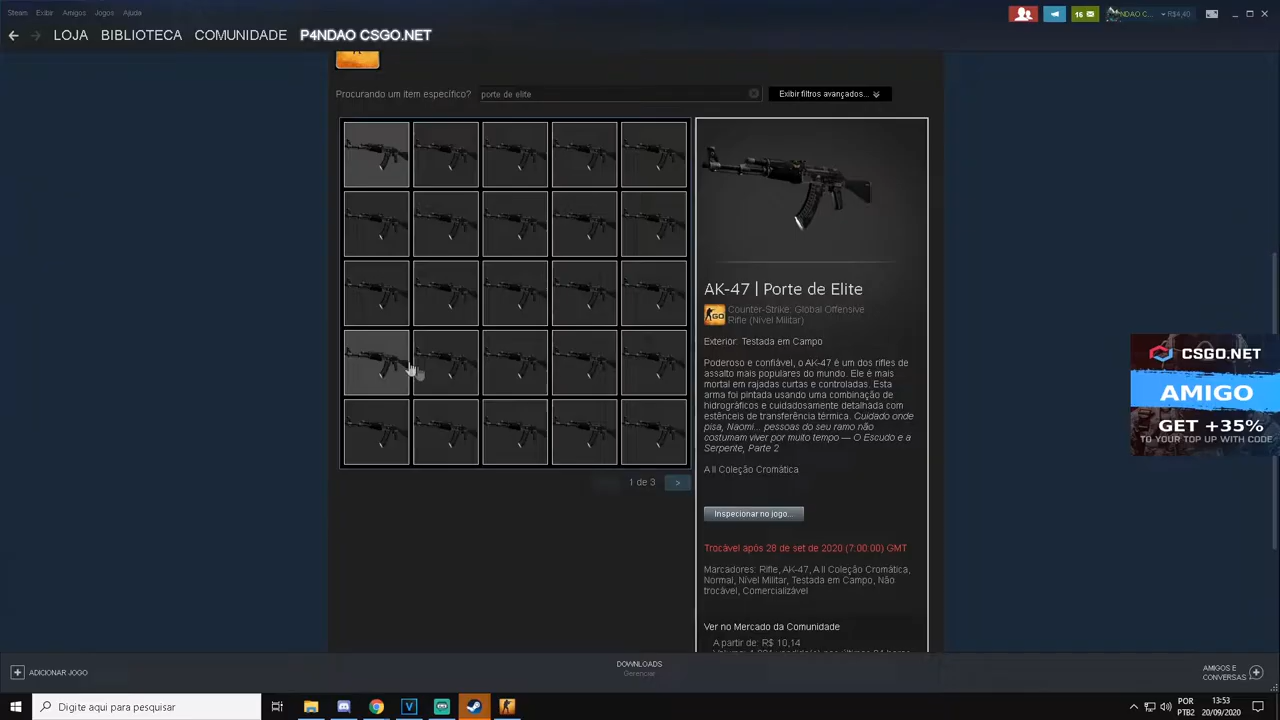 Steam Exibir Amigos Jogos Ajuda
16
P4NDAO C... R$4,40
LOJA BIBLIOTECA COMUNIDADE P4NDAO CSGO.NET
Procurando um item específico? porte de elite Exibir filtros avançados...
AK-47 | Porte de Elite
GO
Counter-Strike: Global Offensive
Rifle (Nível Militar)
Exterior: Testada em Campo
Poderoso e confiável, o AK-47 é um dos rifles de
assalto mais populares do mundo. Ele é mais
mortal em rajadas curtas e controladas. Esta
arma foi pintada usando uma combinação de
hidrográficos e cuidadosamente detalhada com
estênceis de transferência térmica. Cuidado onde
pisa, Naomi... pessoas do seu ramo não
costumam viver por muito tempo — O Escudo e a
Serpente, Parte 2
A II Coleção Cromática
1 de 3 >
Inspecionar no jogo...
Trocável após 28 de set de 2020 (7:00:00) GMT
Marcadores: Rifle, AK-47, A II Coleção Cromática,
Normal, Nível Militar, Testada em Campo, Não
trocável, Comercializável
Ver no Mercado da Comunidade
A partir de: R$ 10,14
CSGO.NET
AMIGO
GET +35%
TO YOUR TOP UP WITH CODE
ADICIONAR JOGO
DOWNLOADS
Gerenciar
AMIGOS E
CONVERSAS
Digite aqui para pesquisar
POR
PTB2
13:53
20/09/2020